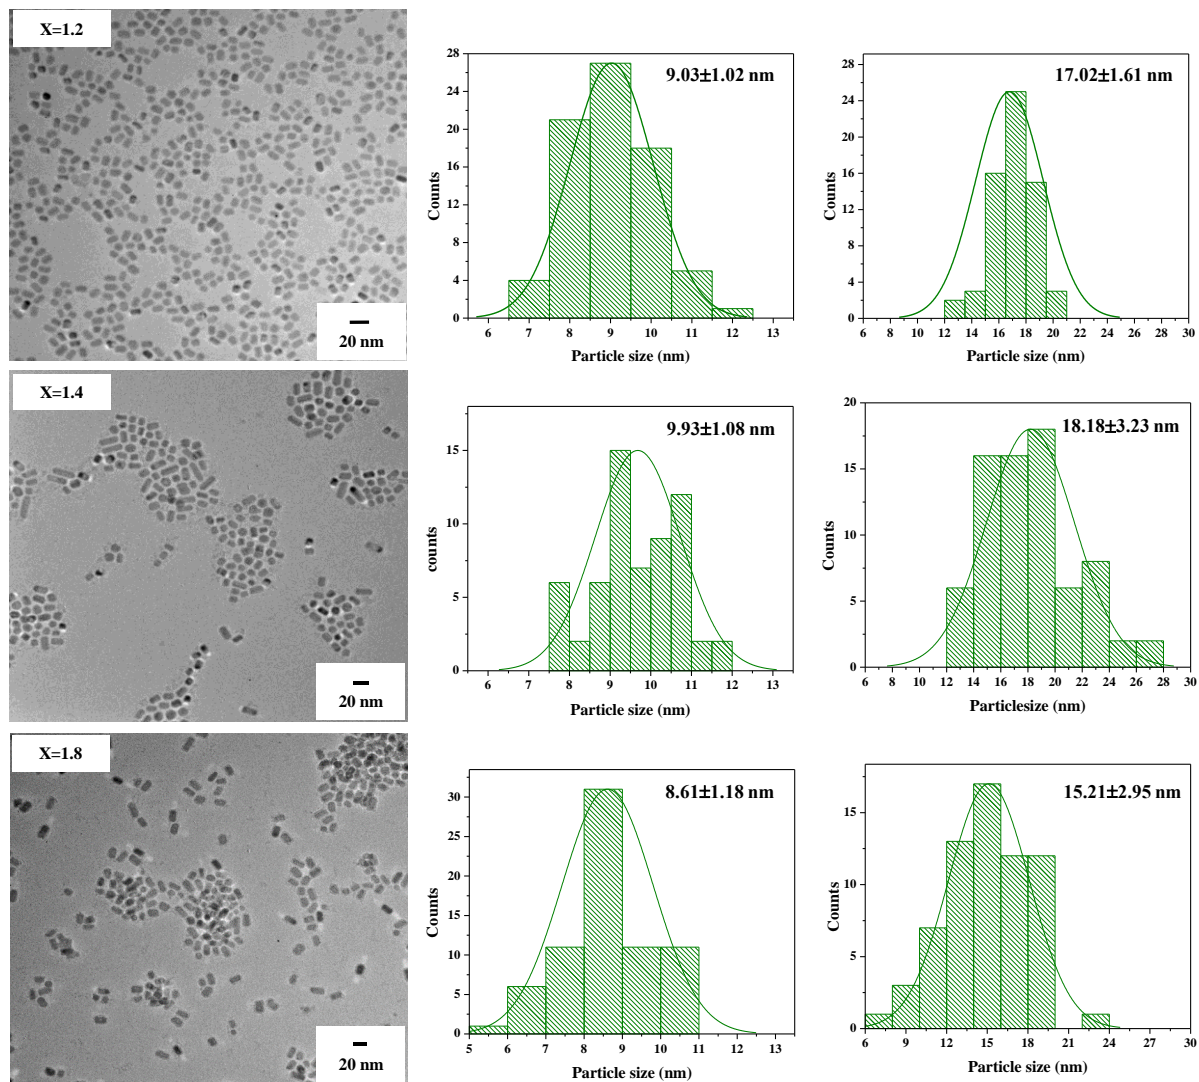 X=1.2
20 nm
9.03±1.02 nm
Counts
28
24
20
16
12
8
4
0
6 7 8 9 10 11 12 13
Particle size (nm)
17.02±1.61 nm
Counts
28
24
20
16
12
8
4
0
6 8 10 12 14 16 18 20 22 24 26 28 30
Particle size (nm)
X=1.4
20 nm
9.93±1.08 nm
counts
15
10
5
0
6 7 8 9 10 11 12 13
Particle size (nm)
18.18±3.23 nm
Counts
20
15
10
5
0
6 8 10 12 14 16 18 20 22 24 26 28 30
Particlesize (nm)
X=1.8
20 nm
8.61±1.18 nm
Counts
30
25
20
15
10
5
0
5 6 7 8 9 10 11 12 13
Particle size (nm)
15.21±2.95 nm
Counts
15
10
5
0
6 9 12 15 18 21 24 27 30
Particle size (nm)